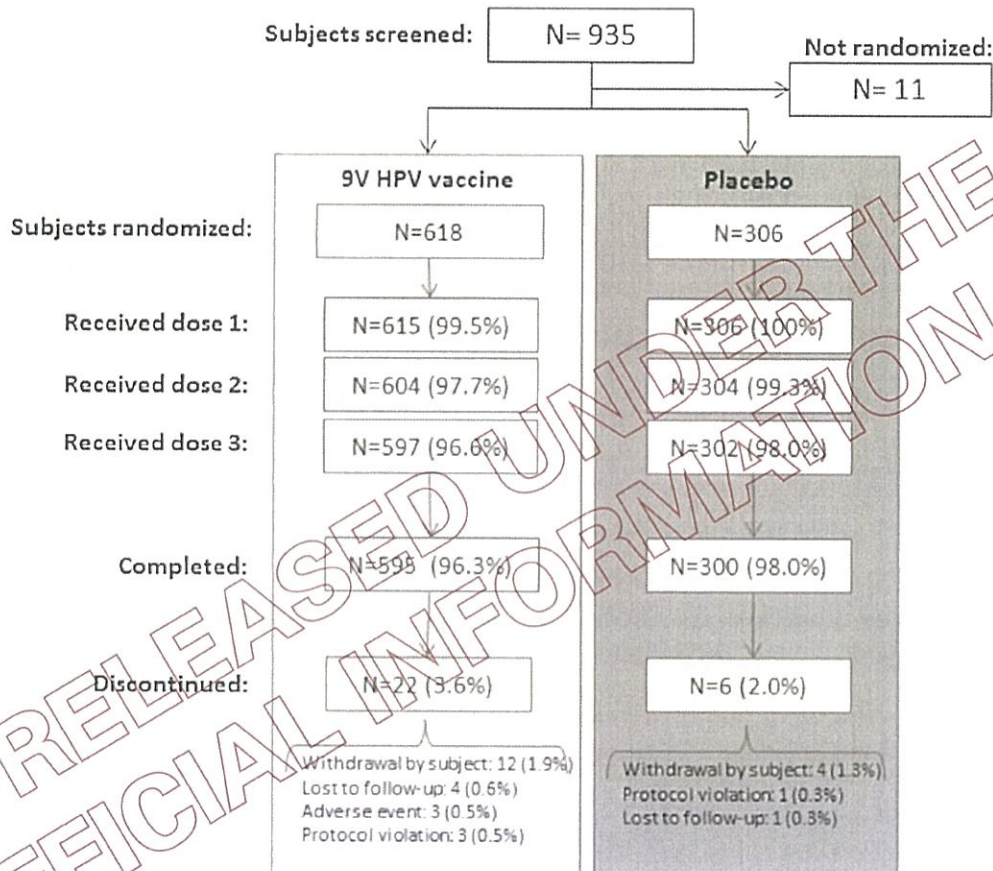 Subjects screened:
N= 935
Not randomized:
N= 11
9V HPV vaccine
Placebo
Subjects randomized:
N=618
N=306
Received dose 1:
N=615 (99.5%)
N=306 (100%)
Received dose 2:
N=604 (97.7%)
N=304 (99.3%)
Received dose 3:
N=597 (96.6%)
N=302 (98.0%)
Completed:
N=595 (96.3%)
N=300 (98.0%)
Discontinued:
N=22 (3.6%)
N=6 (2.0%)
Withdrawal by subject: 12 (1.9%)
Lost to follow-up: 4 (0.6%)
Adverse event: 3 (0.5%)
Protocol violation: 3 (0.5%)
Withdrawal by subject: 4 (1.3%)
Protocol violation: 1 (0.3%)
Lost to follow-up: 1 (0.3%)
RELEASED UNDER THE
OFFICIAL INFORMATION